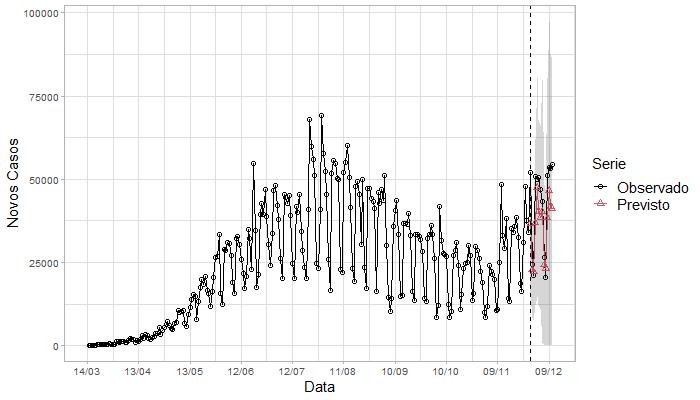 100000
75000
50000
25000
0
Novos Casos
14/03 13/04 13/05 12/06 12/07 11/08 10/09 10/10 09/11 09/12
Data
Serie
Observado
Previsto